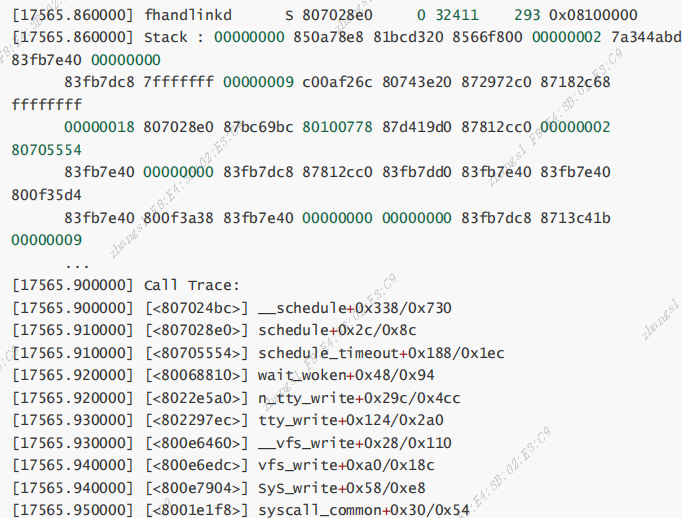 [17565.860000] fhandlinkd      S 807028e0     0 32411    293 0x08100000
[17565.860000] Stack : 00000000 850a78e8 81bcd320 8566f800 00000002 7a344abd
83fb7e40 00000000
83fb7dc8 7fffffff 00000009 c00af26c 80743e20 872972c0 87182c68
ffffffff
00000018 807028e0 87bc69bc 80100778 87d419d0 87812cc0 00000002
80705554
83fb7e40 00000000 83fb7dc8 87812cc0 83fb7dd0 83fb7e40 83fb7e40
800f35d4
83fb7e40 800f3a38 83fb7e40 00000000 00000000 83fb7dc8 8713c41b
00000009
...
[17565.900000] Call Trace:
[17565.900000] [<807024bc>] __schedule+0x338/0x730
[17565.910000] [<807028e0>] schedule+0x2c/0x8c
[17565.910000] [<80705554>] schedule_timeout+0x188/0x1ec
[17565.920000] [<80068810>] wait_woken+0x48/0x94
[17565.920000] [<8022e5a0>] n_tty_write+0x29c/0x4cc
[17565.930000] [<802297ec>] tty_write+0x124/0x2a0
[17565.930000] [<800e6460>] __vfs_write+0x28/0x110
[17565.940000] [<800e6edc>] vfs_write+0xa0/0x18c
[17565.940000] [<800e7904>] SyS_write+0x58/0xe8
[17565.950000] [<8001e1f8>] syscall_common+0x30/0x54